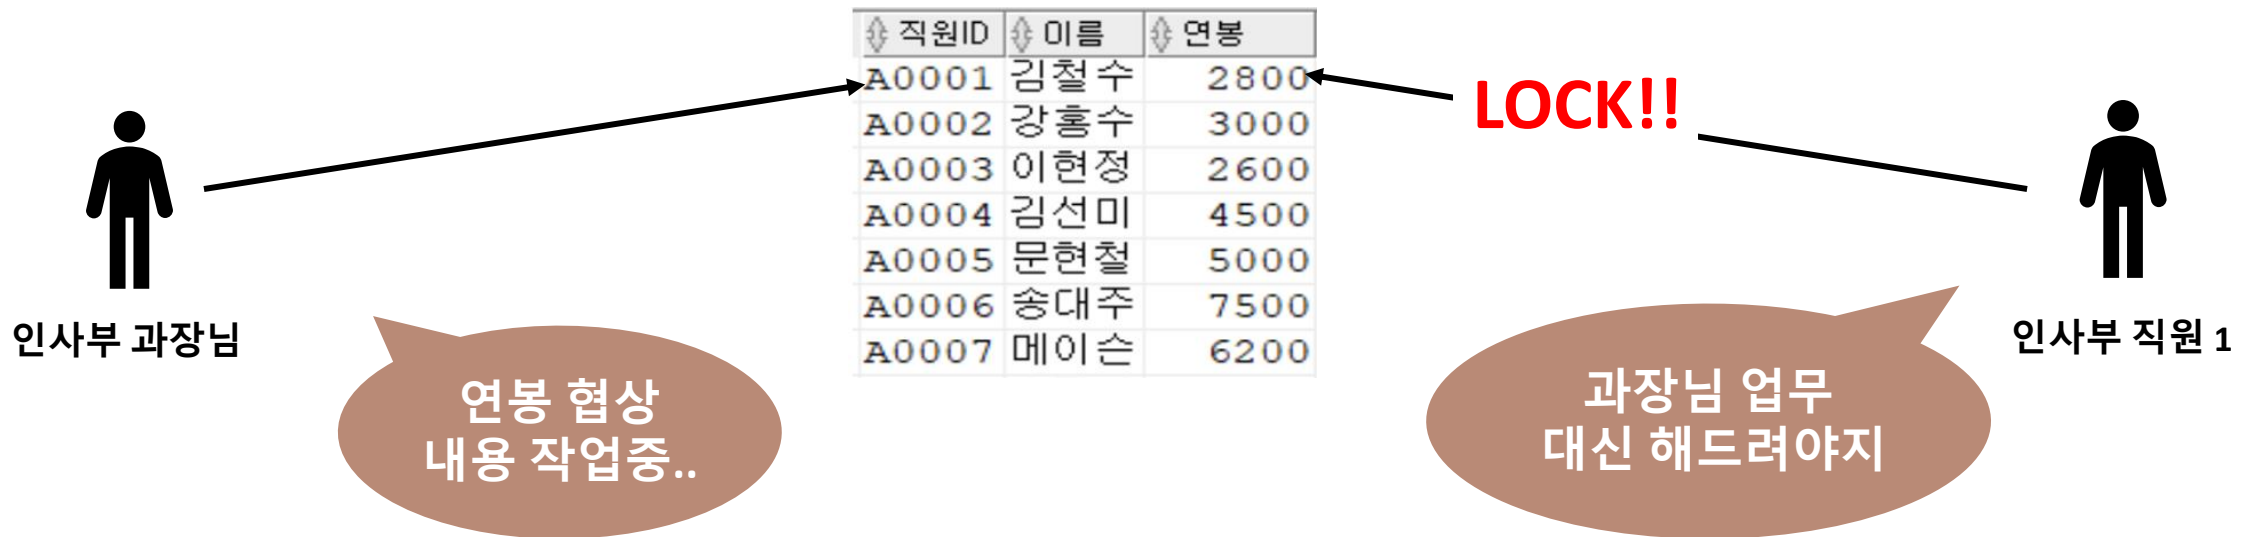 직원ID 이름 연봉
A0001 김철수 2800
A0002 강홍수 3000
A0003 이현정 2600
A0004 김선미 4500
A0005 문현철 5000
A0006 송대주 7500
A0007 메이슨 6200
LOCK!!
인사부 과장님
인사부 직원 1
연봉 협상
내용 작업중..
과장님 업무
대신 해드려야지